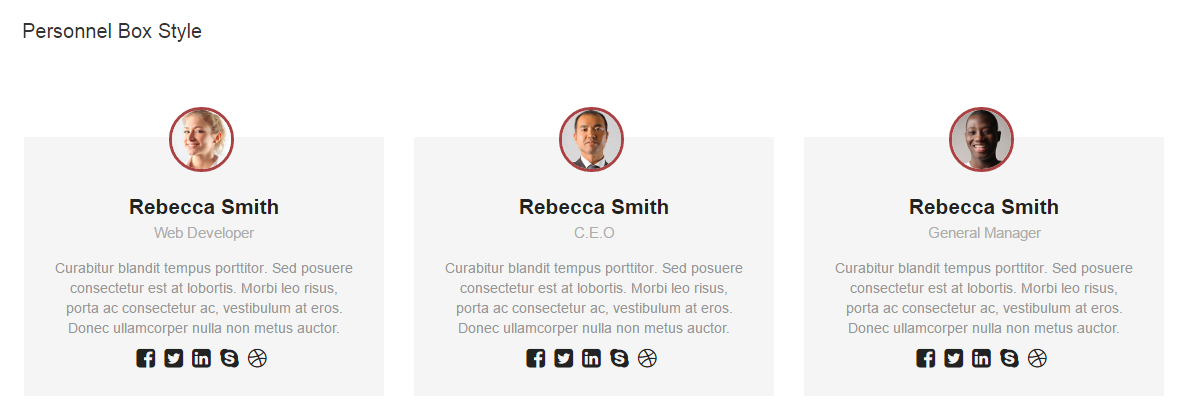 Personnel Box Style
Rebecca Smith
Web Developer
Curabitur blandit tempus porttitor. Sed posuere
consectetur est at lobortis. Morbi leo risus,
porta ac consectetur ac, vestibulum at eros.
Donec ullamcorper nulla non metus auctor.
Rebecca Smith
C.E.O
Curabitur blandit tempus porttitor. Sed posuere
consectetur est at lobortis. Morbi leo risus,
porta ac consectetur ac, vestibulum at eros.
Donec ullamcorper nulla non metus auctor.
Rebecca Smith
General Manager
Curabitur blandit tempus porttitor. Sed posuere
consectetur est at lobortis. Morbi leo risus,
porta ac consectetur ac, vestibulum at eros.
Donec ullamcorper nulla non metus auctor.